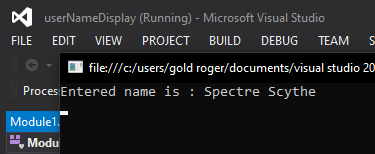 userNameDisplay (Running) - Microsoft Visual Studio
FILE EDIT VIEW PROJECT BUILD DEBUG TEAM
file:///c:/users/gold roger/documents/visual studio 20
Proces
Entered name is : Spectre Scythe
Module1.
Modul